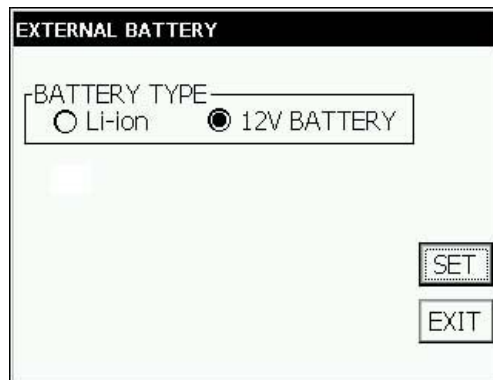 EXTERNAL BATTERY
BATTERY TYPE
Li-ion 12V BATTERY
SET
EXIT